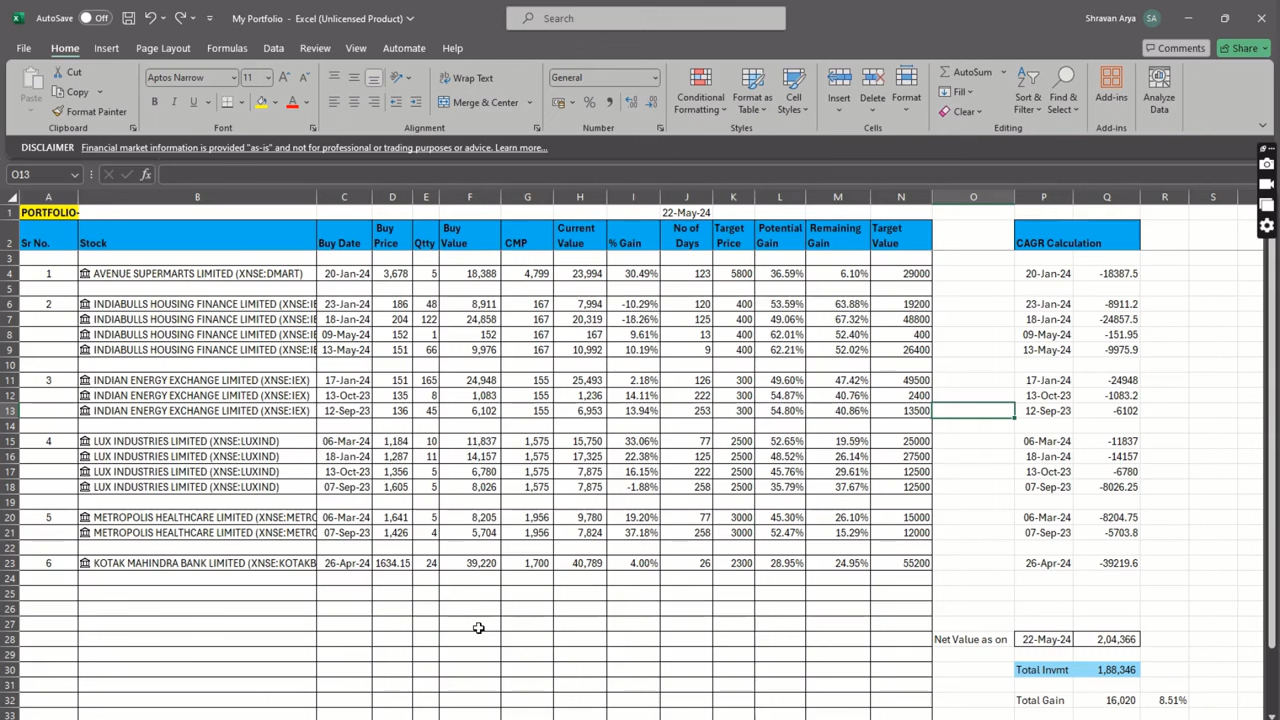 AutoSave Off My Portfolio - Excel (Unlicensed Product) Search Shravan Arya SA
File Home Insert Page Layout Formulas Data Review View Automate Help Comments Share
Paste Cut Copy Format Painter Clipboard
Aptos Narrow 11 A A B I U A Font
Wrap Text Merge & Center Alignment
General % , Number
Conditional Formatting Format as Table Cell Styles Styles
Insert Delete Format Cells
AutoSum Fill Clear Sort & Filter Find & Select Editing
Add-ins Add-ins
Analyze Data
DISCLAIMER Financial market information is provided "as-is" and not for professional or trading purposes or advice. Learn more...
O13 fx
A B C D E F G H I J K L M N O P Q R S
1 PORTFOLIO- 22-May-24
2 Sr No. Stock Buy Date Buy Price Qtty Buy Value CMP Current Value % Gain No of Days Target Price Potential Gain Remaining Gain Target Value CAGR Calculation
3
4 1 AVENUE SUPERMARTS LIMITED (XNSE:DMART) 20-Jan-24 3,678 5 18,388 4,799 23,994 30.49% 123 5800 36.59% 6.10% 29000 20-Jan-24 -18387.5
5
6 2 INDIABULLS HOUSING FINANCE LIMITED (XNSE:IE 23-Jan-24 186 48 8,911 167 7,994 -10.29% 120 400 53.59% 63.88% 19200 23-Jan-24 -8911.2
7 INDIABULLS HOUSING FINANCE LIMITED (XNSE:IE 18-Jan-24 204 122 24,858 167 20,319 -18.26% 125 400 49.06% 67.32% 48800 18-Jan-24 -24857.5
8 INDIABULLS HOUSING FINANCE LIMITED (XNSE:IE 09-May-24 152 1 152 167 167 9.61% 13 400 62.01% 52.40% 400 09-May-24 -151.95
9 INDIABULLS HOUSING FINANCE LIMITED (XNSE:IE 13-May-24 151 66 9,976 167 10,992 10.19% 9 400 62.21% 52.02% 26400 13-May-24 -9975.9
10
11 3 INDIAN ENERGY EXCHANGE LIMITED (XNSE:IEX) 17-Jan-24 151 165 24,948 155 25,493 2.18% 126 300 49.60% 47.42% 49500 17-Jan-24 -24948
12 INDIAN ENERGY EXCHANGE LIMITED (XNSE:IEX) 13-Oct-23 135 8 1,083 155 1,236 14.11% 222 300 54.87% 40.76% 2400 13-Oct-23 -1083.2
13 INDIAN ENERGY EXCHANGE LIMITED (XNSE:IEX) 12-Sep-23 136 45 6,102 155 6,953 13.94% 253 300 54.80% 40.86% 13500 12-Sep-23 -6102
14
15 4 LUX INDUSTRIES LIMITED (XNSE:LUXIND) 06-Mar-24 1,184 10 11,837 1,575 15,750 33.06% 77 2500 52.65% 19.59% 25000 06-Mar-24 -11837
16 LUX INDUSTRIES LIMITED (XNSE:LUXIND) 18-Jan-24 1,287 11 14,157 1,575 17,325 22.38% 125 2500 48.52% 26.14% 27500 18-Jan-24 -14157
17 LUX INDUSTRIES LIMITED (XNSE:LUXIND) 13-Oct-23 1,356 5 6,780 1,575 7,875 16.15% 222 2500 45.76% 29.61% 12500 13-Oct-23 -6780
18 LUX INDUSTRIES LIMITED (XNSE:LUXIND) 07-Sep-23 1,605 5 8,026 1,575 7,875 -1.88% 258 2500 35.79% 37.67% 12500 07-Sep-23 -8026.25
19
20 5 METROPOLIS HEALTHCARE LIMITED (XNSE:METRO 06-Mar-24 1,641 5 8,205 1,956 9,780 19.20% 77 3000 45.30% 26.10% 15000 06-Mar-24 -8204.75
21 METROPOLIS HEALTHCARE LIMITED (XNSE:METRO 07-Sep-23 1,426 4 5,704 1,956 7,824 37.18% 258 3000 52.47% 15.29% 12000 07-Sep-23 -5703.8
22
23 6 KOTAK MAHINDRA BANK LIMITED (XNSE:KOTAKB 26-Apr-24 1634.15 24 39,220 1,700 40,789 4.00% 26 2300 28.95% 24.95% 55200 26-Apr-24 -39219.6
24
25
26
27
28 Net Value as on 22-May-24 2,04,366
29
30 Total Invmt 1,88,346
31
32 Total Gain 16,020 8.51%
33